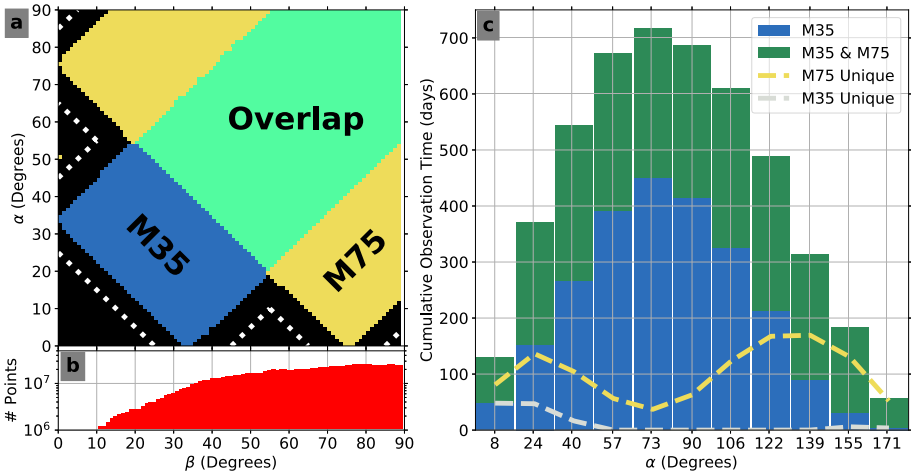 a
90
80
70
60
50
40
30
20
10
0
α (Degrees)
Overlap
M35
M75
b
10⁷
10⁶
# Points
0 10 20 30 40 50 60 70 80 90
β (Degrees)
c
700
600
500
400
300
200
100
0
Cumulative Observation Time (days)
M35
M35 & M75
M75 Unique
M35 Unique
8 24 40 57 73 90 106 122 139 155 171
α (Degrees)